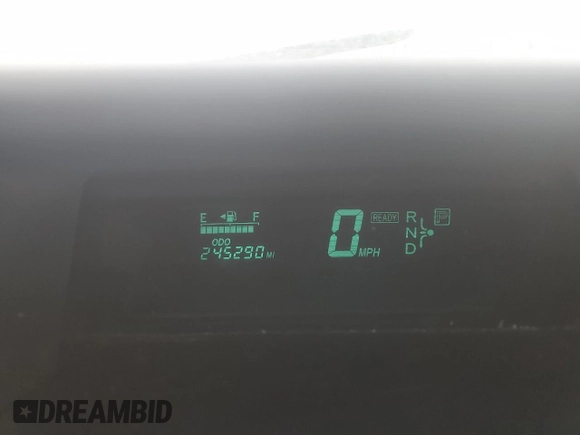 E F
ODO
245290 MI
0 MPH
READY
R
N
D
DREAMBID